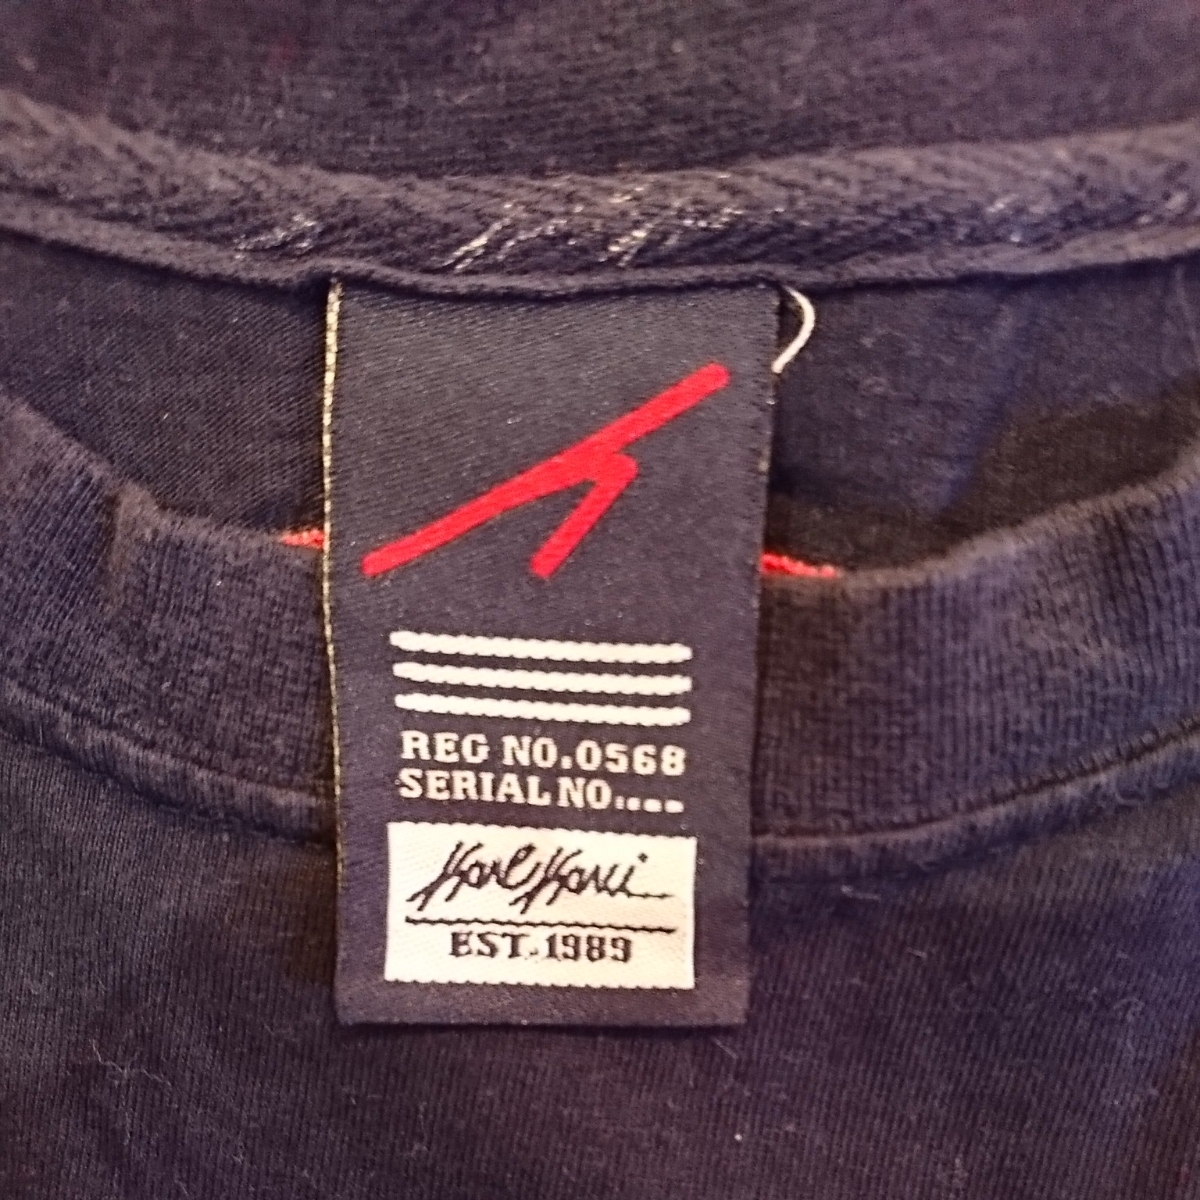 REG NO.0568
SERIAL NO.....
Karl Kani
EST.1989